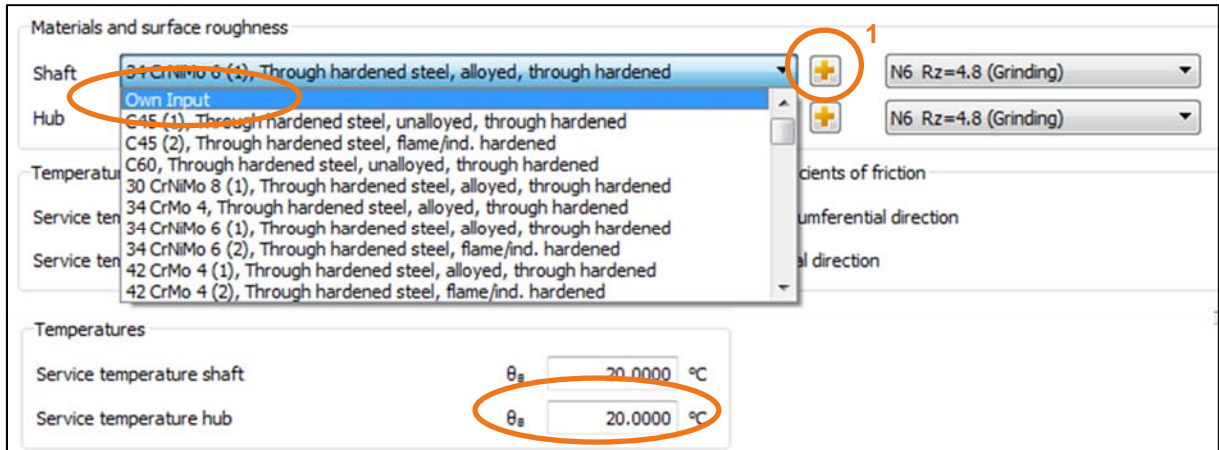 Materials and surface roughness
1
Shaft 34 CrNiMo 6 (1), Through hardened steel, alloyed, through hardened N6 Rz=4.8 (Grinding)
Own Input
Hub C45 (1), Through hardened steel, unalloyed, through hardened N6 Rz=4.8 (Grinding)
C45 (2), Through hardened steel, flame/ind. hardened
C60, Through hardened steel, unalloyed, through hardened
Temperatu cients of friction
30 CrNiMo 8 (1), Through hardened steel, alloyed, through hardened
34 CrMo 4, Through hardened steel, alloyed, through hardened
Service ten umferential direction
34 CrNiMo 6 (1), Through hardened steel, alloyed, through hardened
34 CrNiMo 6 (2), Through hardened steel, flame/ind. hardened
Service ten al direction
42 CrMo 4 (1), Through hardened steel, alloyed, through hardened
42 CrMo 4 (2), Through hardened steel, flame/ind. hardened
Temperatures
Service temperature shaft θB 20.0000 °C
Service temperature hub θB 20.0000 °C